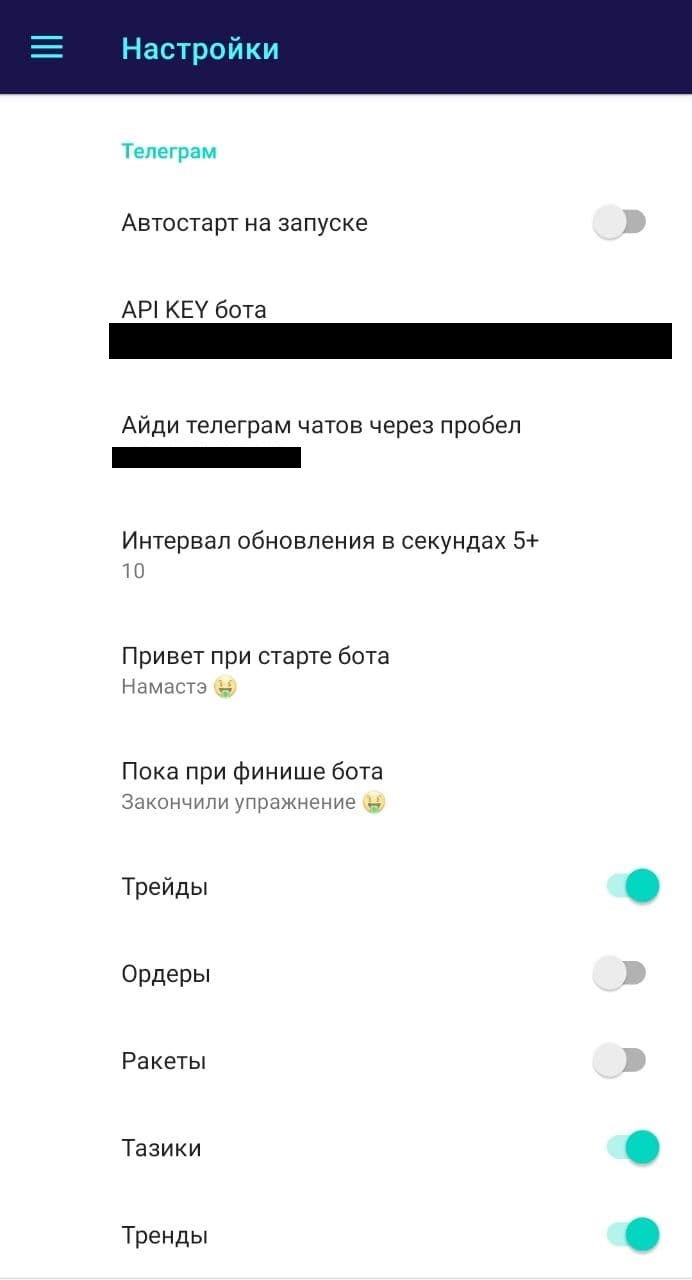 Настройки
Телеграм
Автостарт на запуске
API KEY бота
Айди телеграм чатов через пробел
Интервал обновления в секундах 5+
10
Привет при старте бота
Намастэ 🤑
Пока при финише бота
Закончили упражнение 🤑
Трейды
Ордеры
Ракеты
Тазики
Тренды